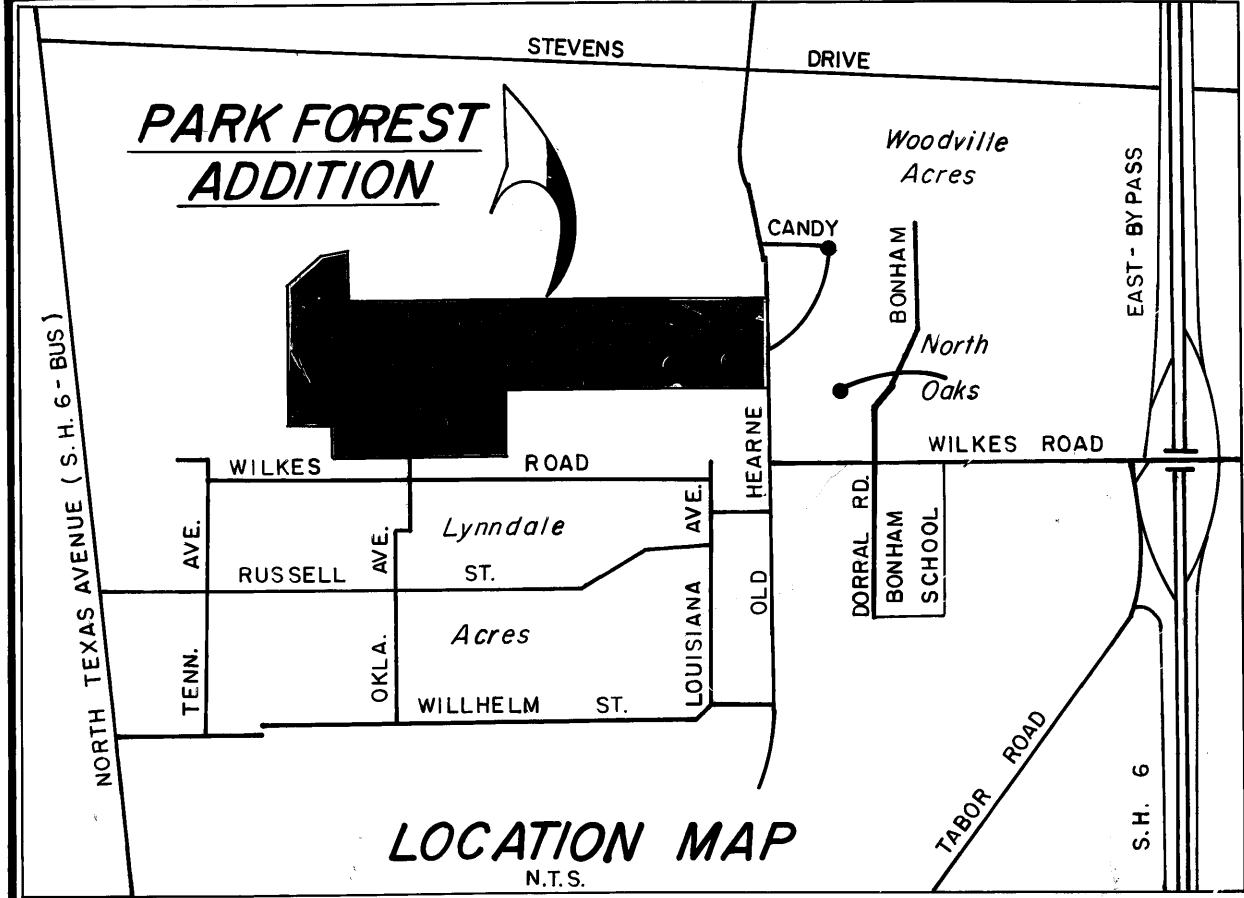 STEVENS DRIVE
PARK FOREST
ADDITION
Woodville
Acres
EAST-BYPASS
CANDY
BONHAM
North
Oaks
NORTH TEXAS AVENUE (S.H. 6-BUS)
WILKES ROAD
OLD HEARNE
WILKES ROAD
TENN. AVE.
OKLA. AVE.
Lynndale
Acres
LOUISIANA AVE.
RUSSELL ST.
DORRAL RD.
BONHAM
SCHOOL
WILLHELM ST.
TABOR ROAD
S.H. 6
LOCATION MAP
N.T.S.